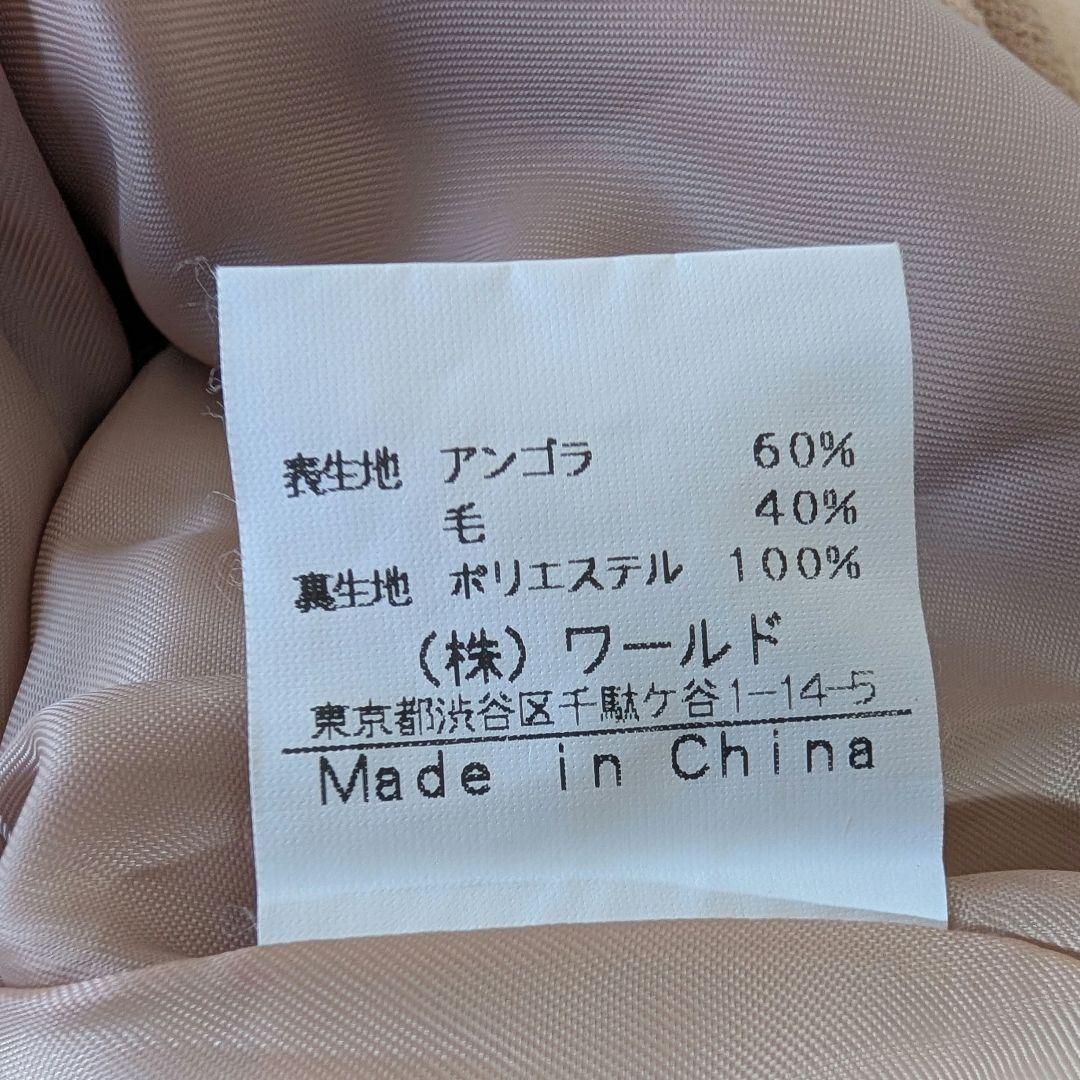 表生地 アンゴラ 60%
毛 40%
裏生地 ポリエステル 100%
(株)ワールド
東京都渋谷区千駄ケ谷1-14-5
Made in China